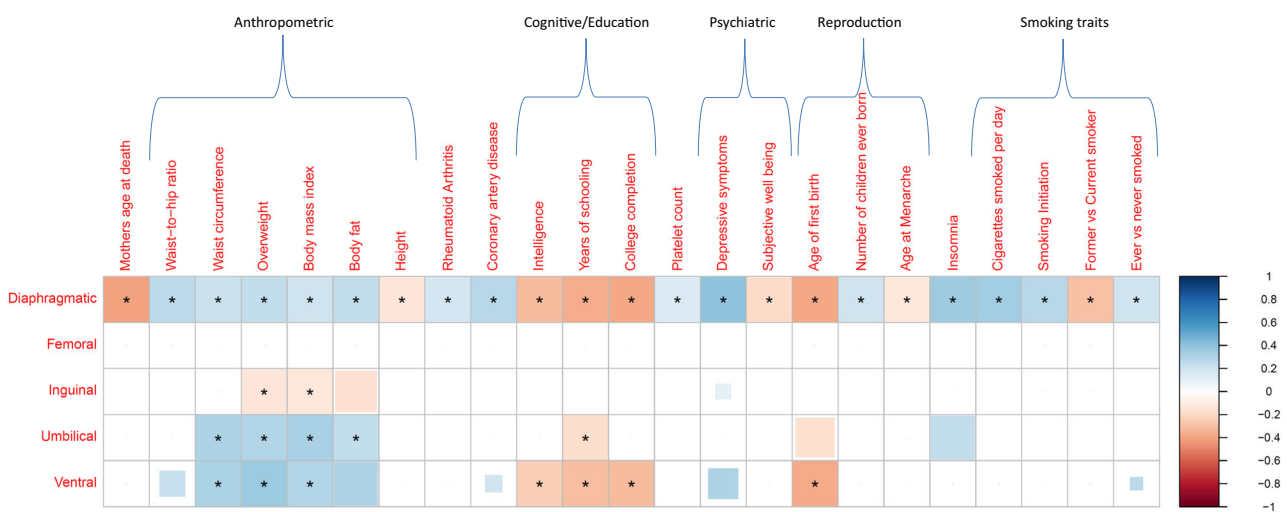 Anthropometric
Cognitive/Education
Psychiatric
Reproduction
Smoking traits
Mothers age at death
Waist−to−hip ratio
Waist circumference
Overweight
Body mass index
Body fat
Height
Rheumatoid Arthritis
Coronary artery disease
Intelligence
Years of schooling
College completion
Platelet count
Depressive symptoms
Subjective well being
Age of first birth
Number of children ever born
Age at Menarche
Insomnia
Cigarettes smoked per day
Smoking Initiation
Former vs Current smoker
Ever vs never smoked
Diaphragmatic * * * * * * * * * * * * * * * * * * * * * * *
Femoral
Inguinal * *
Umbilical * * * * *
Ventral * * * * * * *
1
0.8
0.6
0.4
0.2
0
−0.2
−0.4
−0.6
−0.8
−1